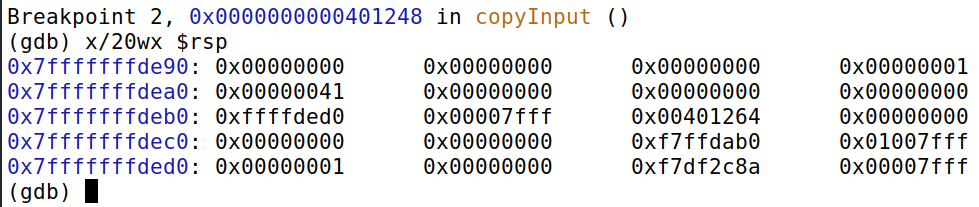 Breakpoint 2, 0x0000000000401248 in copyInput ()
(gdb) x/20wx $rsp
0x7fffffffde90: 0x00000000 0x00000000 0x00000000 0x00000001
0x7fffffffdea0: 0x00000041 0x00000000 0x00000000 0x00000000
0x7fffffffdeb0: 0xffffded0 0x00007fff 0x00401264 0x00000000
0x7fffffffdec0: 0x00000000 0x00000000 0xf7ffdab0 0x01007fff
0x7fffffffded0: 0x00000001 0x00000000 0xf7df2c8a 0x00007fff
(gdb)